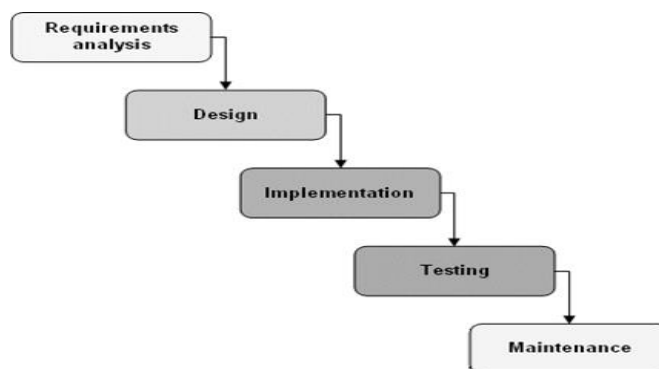 Requirements
analysis
Design
Implementation
Testing
Maintenance